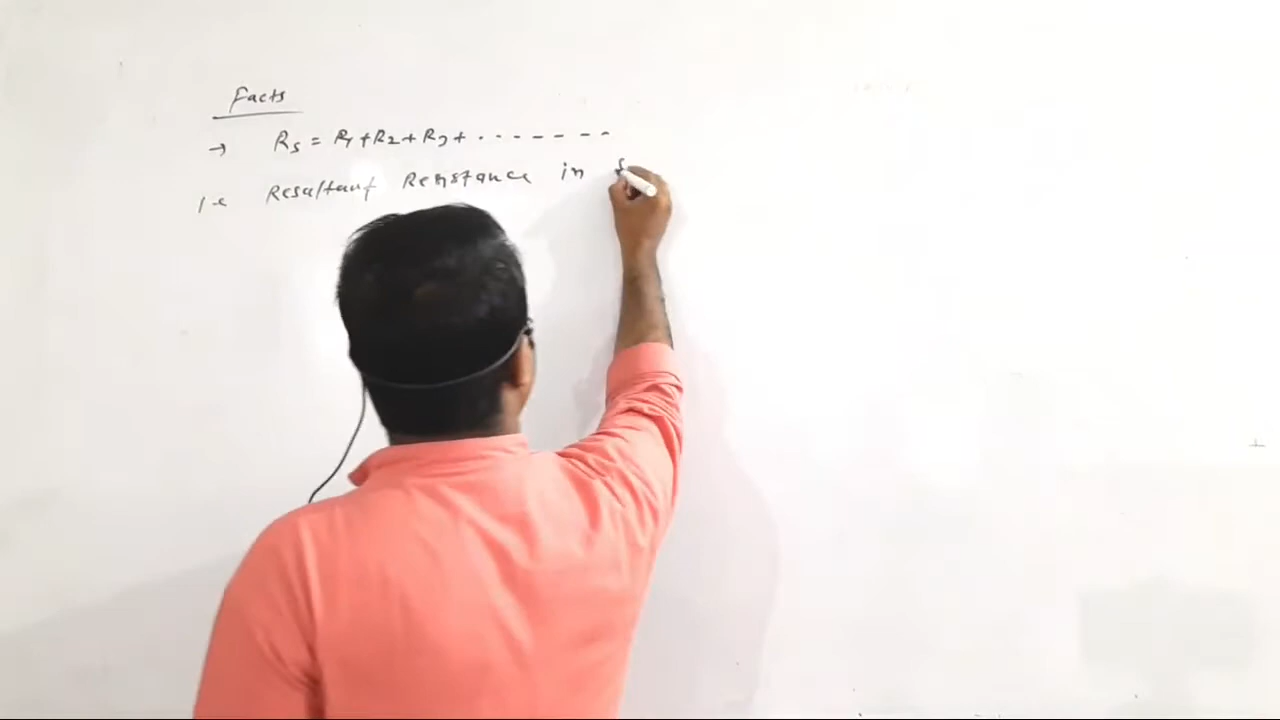 Facts
→ Rs = R1+R2+R3+.......
i.e Resultant Resistance in